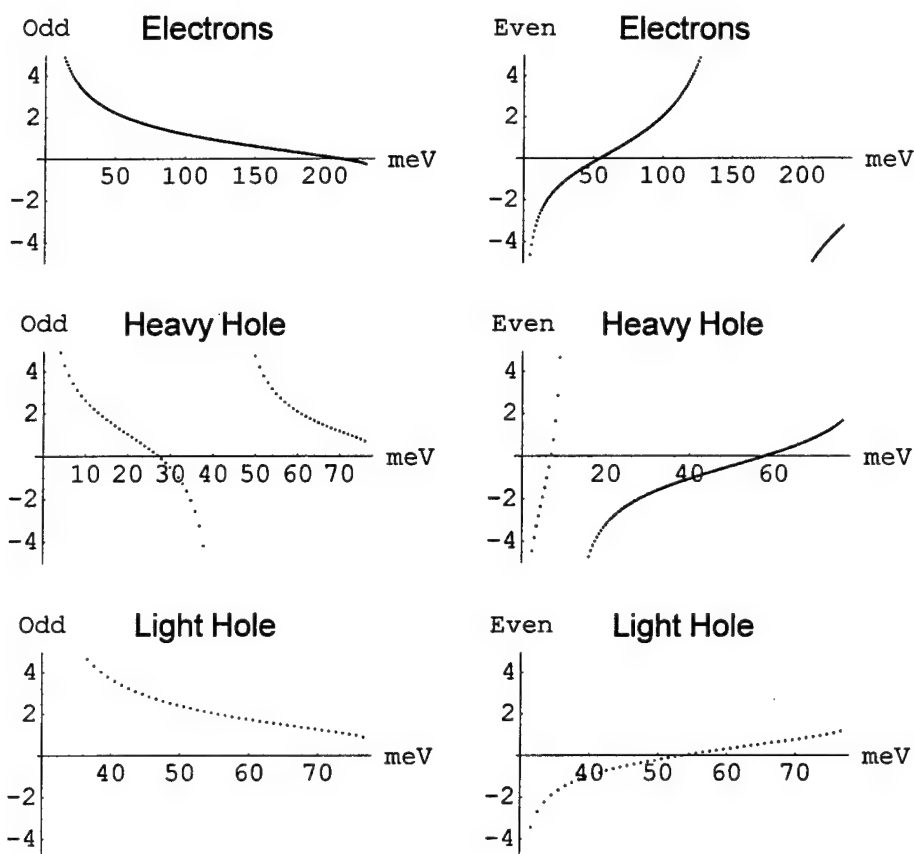 Odd Electrons
4
2
-2
-4
50 100 150 200 meV
Even Electrons
4
2
-2
-4
50 100 150 200 meV
Odd Heavy Hole
4
2
-2
-4
10 20 30 40 50 60 70 meV
Even Heavy Hole
4
2
-2
-4
20 40 60 meV
Odd Light Hole
4
2
-2
-4
40 50 60 70 meV
Even Light Hole
4
2
-2
-4
40 50 60 70 meV